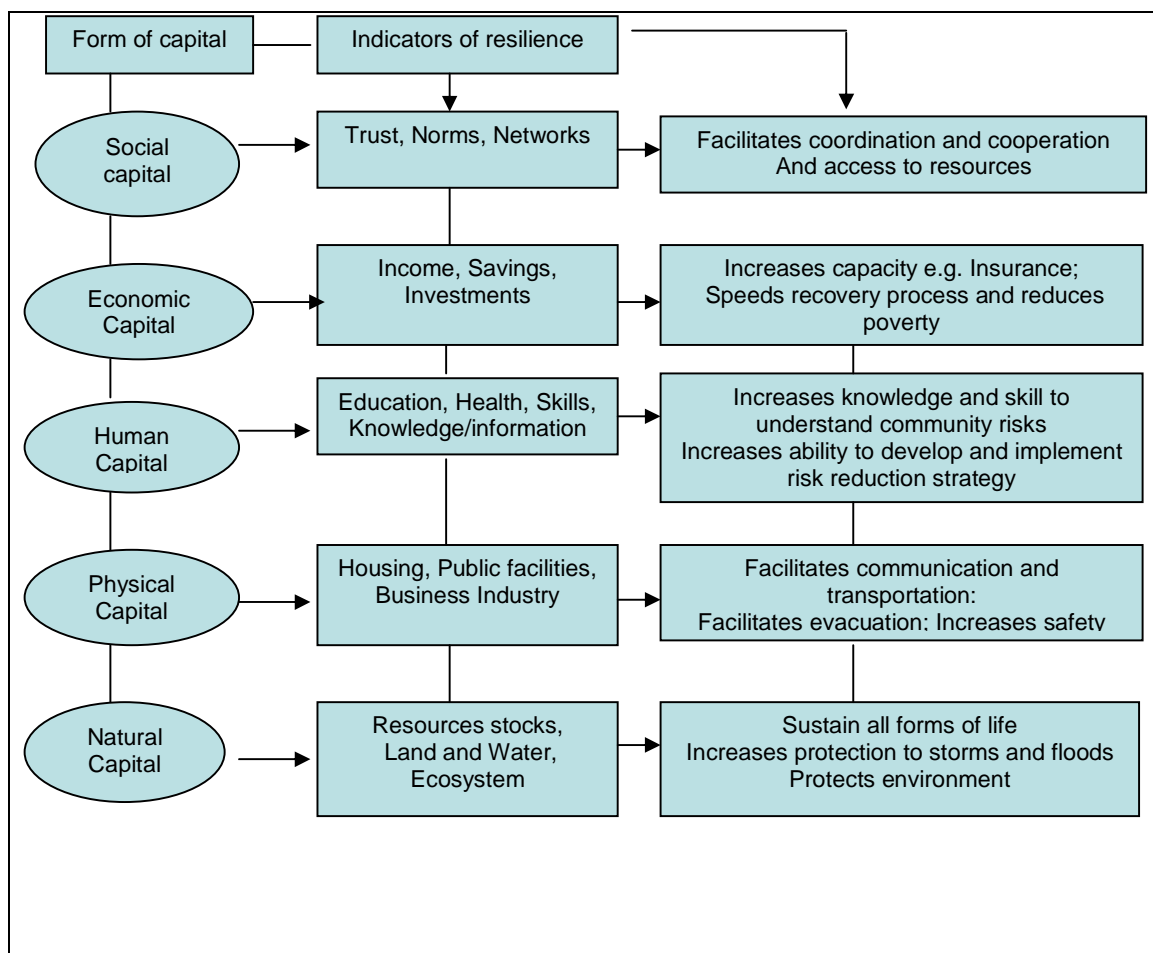 Form of capital
Indicators of resilience
Social
capital
Trust, Norms, Networks
Facilitates coordination and cooperation
And access to resources
Economic
Capital
Income, Savings,
Investments
Increases capacity e.g. Insurance;
Speeds recovery process and reduces
poverty
Human
Capital
Education, Health, Skills,
Knowledge/information
Increases knowledge and skill to
understand community risks
Increases ability to develop and implement
risk reduction strategy
Physical
Capital
Housing, Public facilities,
Business Industry
Facilitates communication and
transportation:
Facilitates evacuation; Increases safety
Natural
Capital
Resources stocks,
Land and Water,
Ecosystem
Sustain all forms of life
Increases protection to storms and floods
Protects environment